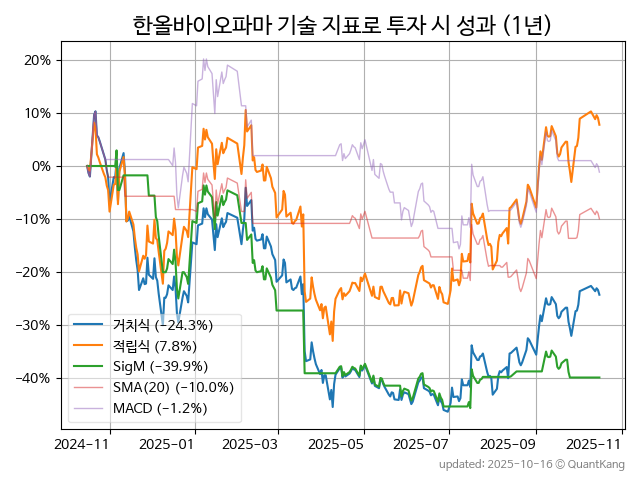 한올바이오파마 기술 지표로 투자 시 성과 (1년)
20%
10%
0%
−10%
−20%
−30%
−40%
거치식 (−24.3%)
적립식 (7.8%)
SigM (−39.9%)
SMA(20) (−10.0%)
MACD (−1.2%)
2024-11 2025-01 2025-03 2025-05 2025-07 2025-09 2025-11
updated: 2025-10-16 ⓒ QuantKang